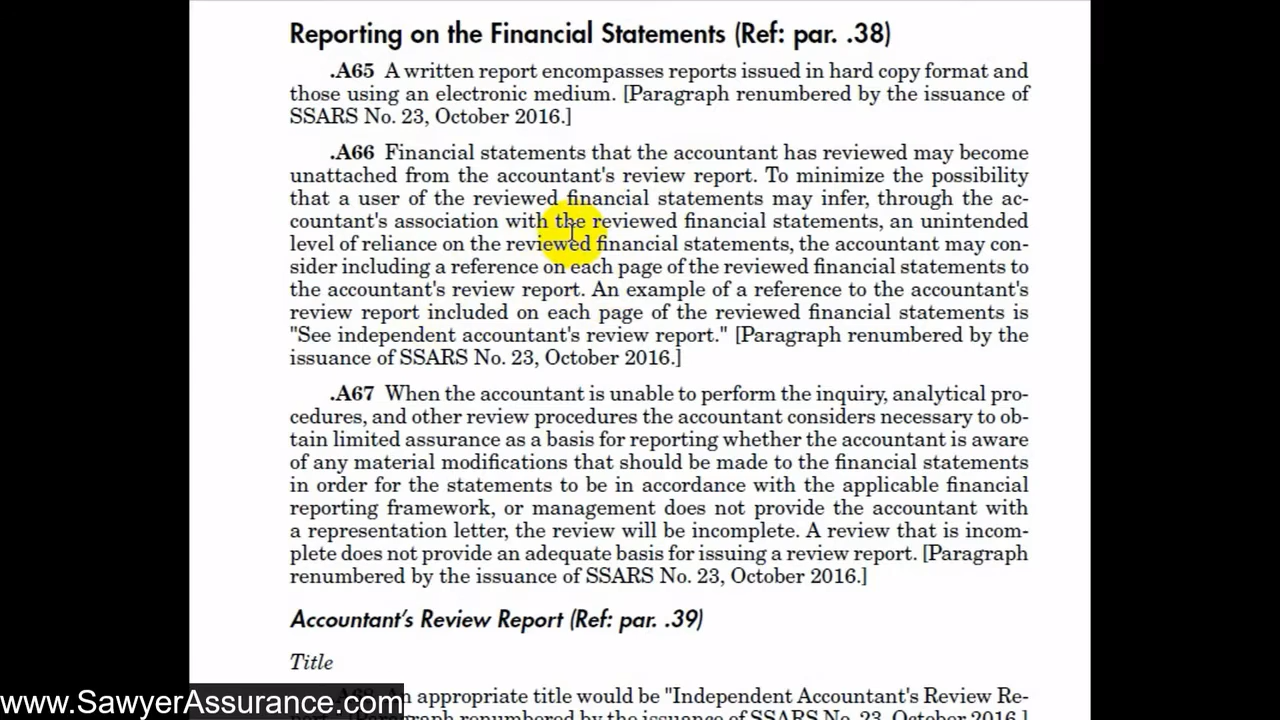 Reporting on the Financial Statements (Ref: par. .38)
.A65 A written report encompasses reports issued in hard copy format and
those using an electronic medium. [Paragraph renumbered by the issuance of
SSARS No. 23, October 2016.]
.A66 Financial statements that the accountant has reviewed may become
unattached from the accountant's review report. To minimize the possibility
that a user of the reviewed financial statements may infer, through the ac-
countant's association with the reviewed financial statements, an unintended
level of reliance on the reviewed financial statements, the accountant may con-
sider including a reference on each page of the reviewed financial statements to
the accountant's review report. An example of a reference to the accountant's
review report included on each page of the reviewed financial statements is
"See independent accountant's review report." [Paragraph renumbered by the
issuance of SSARS No. 23, October 2016.]
.A67 When the accountant is unable to perform the inquiry, analytical pro-
cedures, and other review procedures the accountant considers necessary to ob-
tain limited assurance as a basis for reporting whether the accountant is aware
of any material modifications that should be made to the financial statements
in order for the statements to be in accordance with the applicable financial
reporting framework, or management does not provide the accountant with
a representation letter, the review will be incomplete. A review that is incom-
plete does not provide an adequate basis for issuing a review report. [Paragraph
renumbered by the issuance of SSARS No. 23, October 2016.]
Accountant's Review Report (Ref: par. .39)
Title
An appropriate title would be "Independent Accountant's Review Re-
[Paragraph renumbered by the issuance of SSARS No. 23, October 2016.]
www.SawyerAssurance.com